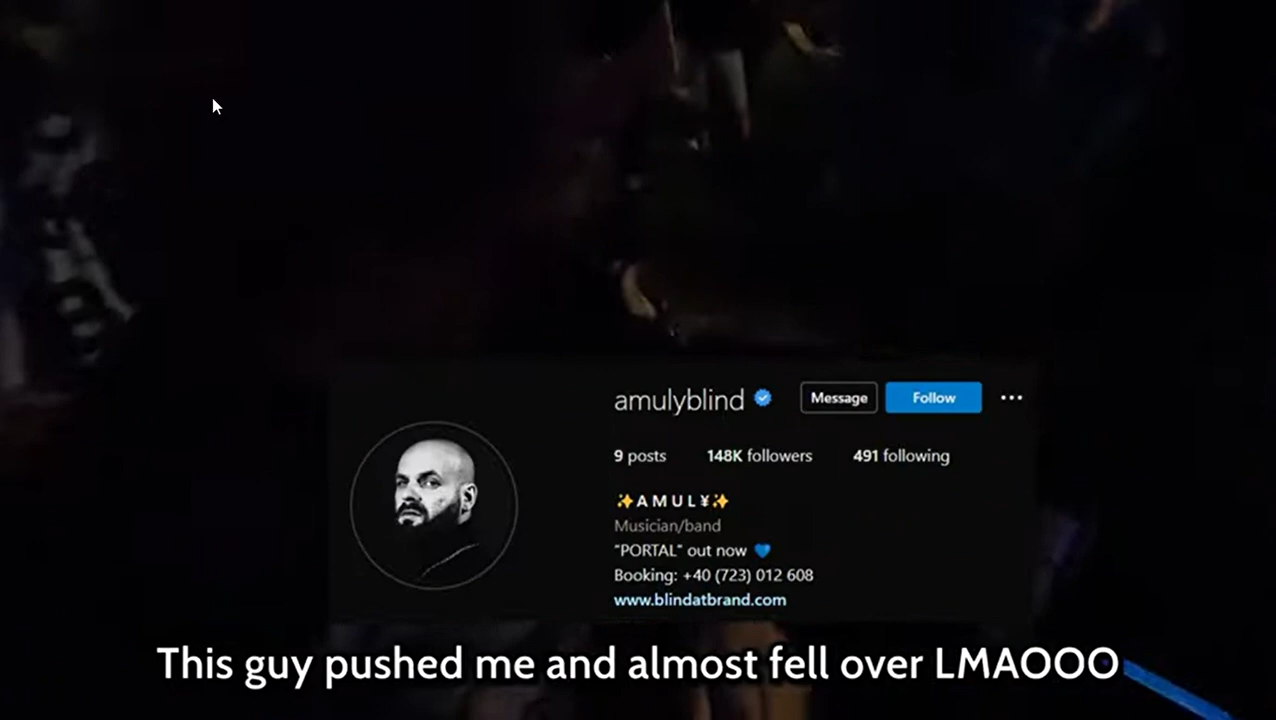 amulyblind
Message
Follow
9 posts
148K followers
491 following
✨A M U L ¥✨
Musician/band
"PORTAL" out now 💙
Booking: +40 (723) 012 608
www.blindatbrand.com
This guy pushed me and almost fell over LMAOOO